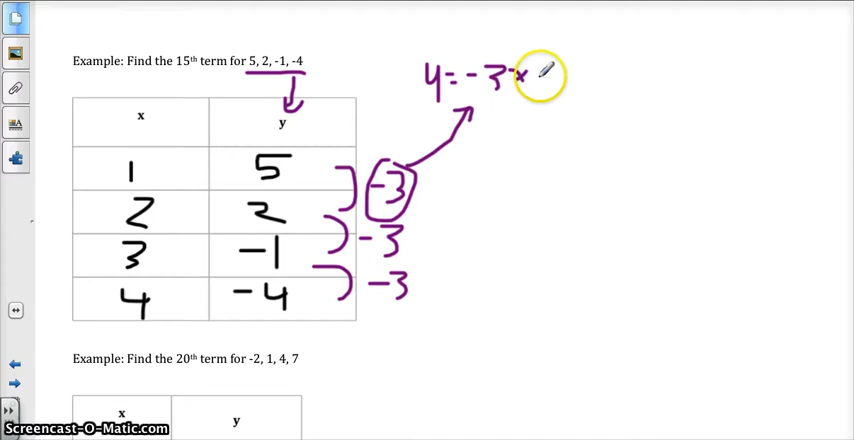 Example: Find the 15th term for 5, 2, -1, -4
y = -3x
x y
1 5
-3
2 2
-3
3 -1
-3
4 -4
Example: Find the 20th term for -2, 1, 4, 7
x y
Screencast-O-Matic.com